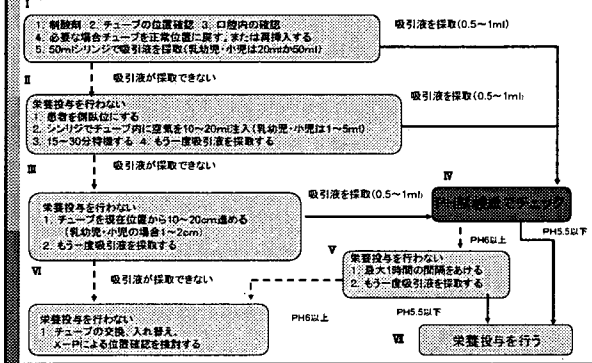 I
1. 制酸剤 2. チューブの位置確認 3. 口腔内の確認
4. 必要な場合チューブを正常位置に戻す。または再挿入する
5. 50mlシリンジで吸引液を採取(乳幼児・小児は20mlか50ml)
吸引液を採取(0.5~1ml)
II
吸引液が採取できない
吸引液を採取(0.5~1ml)
栄養投与を行わない
1. 患者を側臥位にする
2. シンリジでチューブ内に空気を10~20ml注入(乳幼児・小児は1~5ml)
3. 15~30分待機する 4. もう一度吸引液を採取する
III
吸引液が採取できない
IV
吸引液を採取(0.5~1ml)
栄養投与を行わない
1. チューブを現在位置から10~20cm進める
(乳幼児・小児の場合1~2cm)
2. もう一度吸引液を採取する
PH試験紙でチェック
PH6以上
PH5.5以下
V
栄養投与を行わない
1. 最大1時間の間隔をあける
2. もう一度吸引液を採取する
VI
吸引液が採取できない
PH6以上
PH5.5以下
栄養投与を行わない
1. チューブの交換、入れ替え、
X-Pによる位置確認を検討する
VII
栄養投与を行う